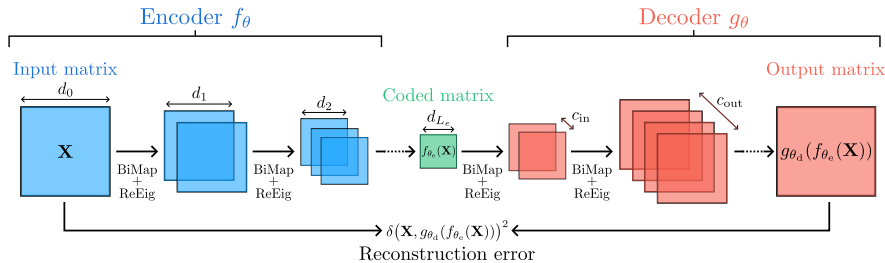 Encoder f_θ
Decoder g_θ
Input matrix
Output matrix
Coded matrix
d_0
d_1
d_2
d_{L_e}
c_in
c_out
X
f_{θ_e}(X)
g_{θ_d}(f_{θ_e}(X))
BiMap
+
ReEig
BiMap
+
ReEig
BiMap
+
ReEig
BiMap
+
ReEig
δ(X, g_{θ_d}(f_{θ_e}(X)))^2
Reconstruction error